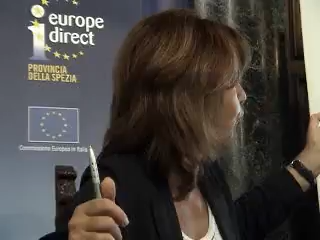 europe
direct
PROVINCIA
DELLA SPEZIA
Commissione Europea in Italia